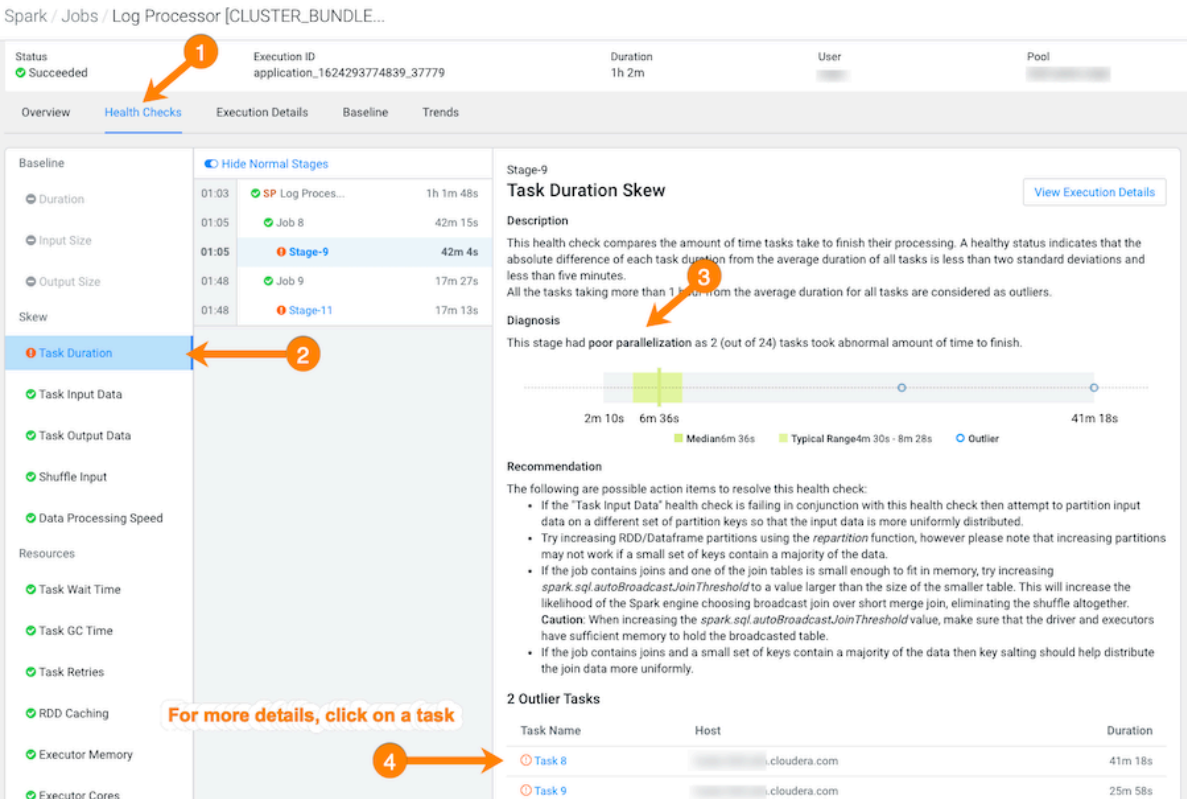 Spark / Jobs / Log Processor [CLUSTER_BUNDLE...
Status
Succeeded
Execution ID
application_1624293774839_37779
Duration
1h 2m
User
Pool
1
Overview
Health Checks
Execution Details
Baseline
Trends
Baseline
Duration
Input Size
Output Size
Skew
Task Duration
2
Task Input Data
Task Output Data
Shuffle Input
Data Processing Speed
Resources
Task Wait Time
Task GC Time
Task Retries
RDD Caching
Executor Memory
Executor Cores
Hide Normal Stages
01:03 SP Log Proces... 1h 1m 48s
01:05 Job 8 42m 15s
01:05 Stage-9 42m 4s
01:48 Job 9 17m 27s
01:48 Stage-11 17m 13s
Stage-9
Task Duration Skew
View Execution Details
Description
This health check compares the amount of time tasks take to finish their processing. A healthy status indicates that the
absolute difference of each task duration from the average duration of all tasks is less than two standard deviations and
less than five minutes.
3
All the tasks taking more than 1 hour from the average duration for all tasks are considered as outliers.
Diagnosis
This stage had poor parallelization as 2 (out of 24) tasks took abnormal amount of time to finish.
2m 10s 6m 36s 41m 18s
Median6m 36s Typical Range4m 30s - 8m 28s Outlier
Recommendation
The following are possible action items to resolve this health check:
• If the "Task Input Data" health check is failing in conjunction with this health check then attempt to partition input
data on a different set of partition keys so that the input data is more uniformly distributed.
• Try increasing RDD/Dataframe partitions using the repartition function, however please note that increasing partitions
may not work if a small set of keys contain a majority of the data.
• If the job contains joins and one of the join tables is small enough to fit in memory, try increasing
spark.sql.autoBroadcastJoinThreshold to a value larger than the size of the smaller table. This will increase the
likelihood of the Spark engine choosing broadcast join over short merge join, eliminating the shuffle altogether.
Caution: When increasing the spark.sql.autoBroadcastJoinThreshold value, make sure that the driver and executors
have sufficient memory to hold the broadcasted table.
• If the job contains joins and a small set of keys contain a majority of the data then key salting should help distribute
the join data more uniformly.
2 Outlier Tasks
For more details, click on a task
4
Task Name Host Duration
Task 8 .cloudera.com 41m 18s
Task 9 .cloudera.com 25m 58s